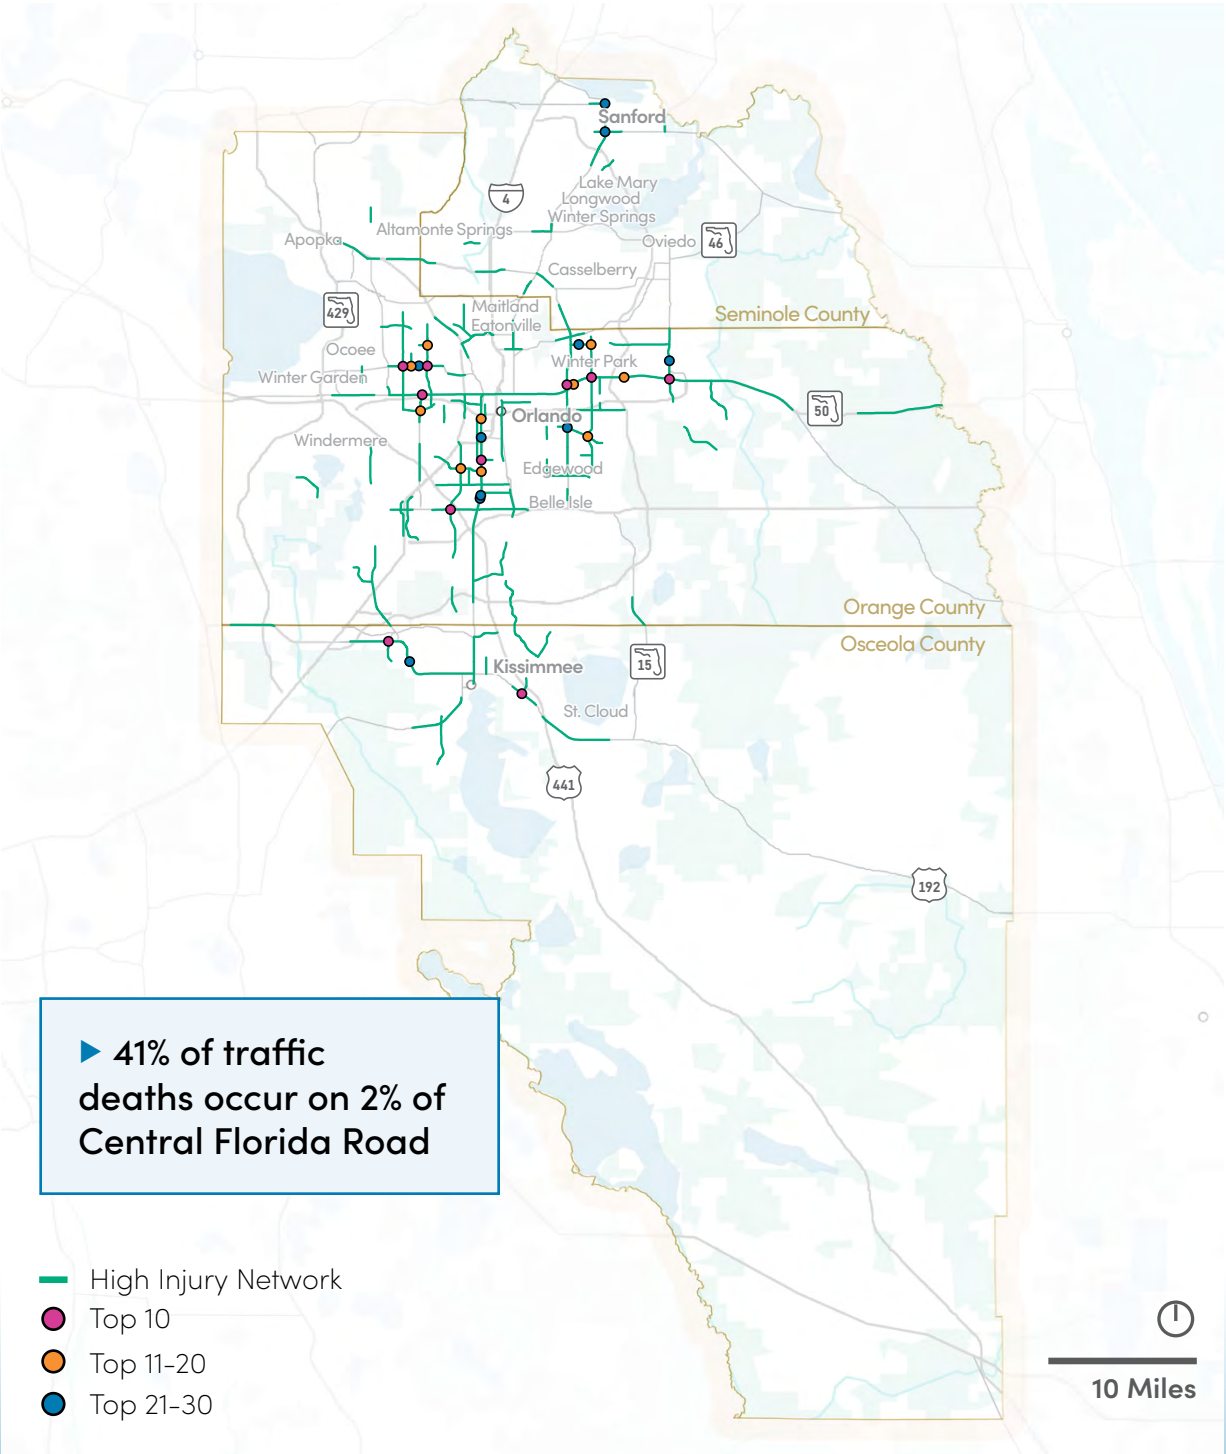 Sanford
Lake Mary
Longwood
4
Winter Springs
Altamonte Springs
Apopka
Oviedo
46
Casselberry
Maitland
429
Seminole County
Eatonville
Ocoee
Winter Park
Winter Garden
50
Orlando
Windermere
Edgewood
Belle Isle
Orange County
Osceola County
15
Kissimmee
St. Cloud
441
192
▶ 41% of traffic
deaths occur on 2% of
Central Florida Road
High Injury Network
Top 10
Top 11-20
Top 21-30
10 Miles